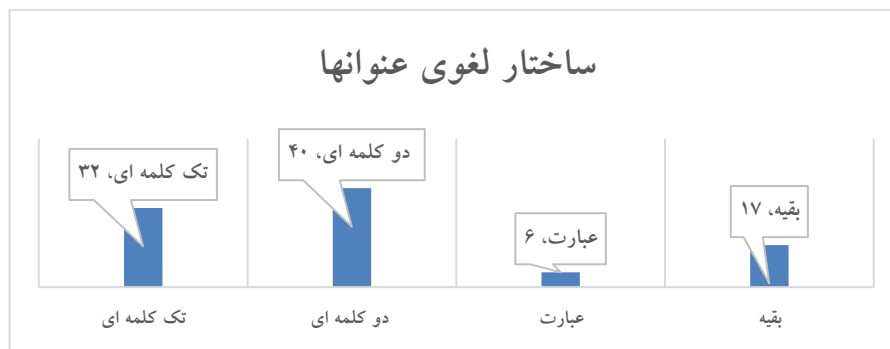 ساختار لغوی عنوانها
تک کلمه ای، ۳۲
دو کلمه ای، ۴۰
عبارت، ۶
بقیه، ۱۷
تک کلمه ای
دو کلمه ای
عبارت
بقیه